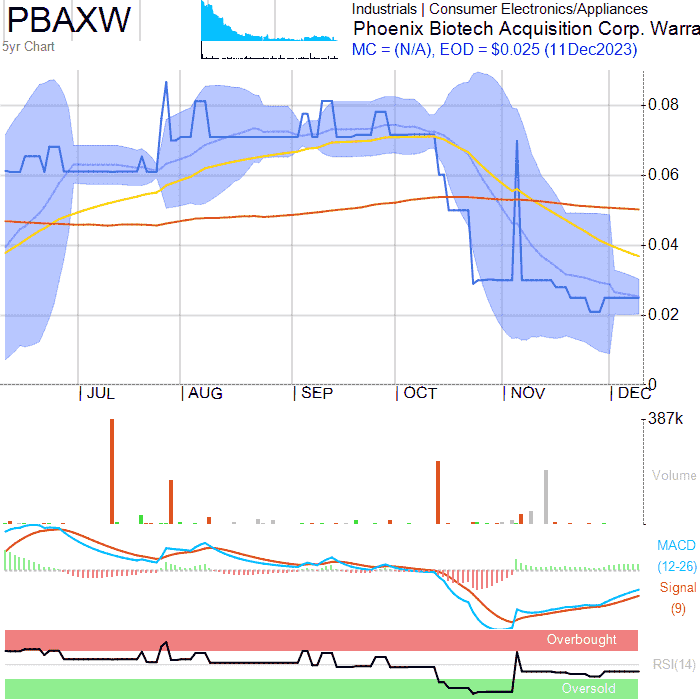 PBAXW
5yr Chart
Industrials | Consumer Electronics/Appliances
Phoenix Biotech Acquisition Corp. Warra
MC = (N/A), EOD = $0.025 (11Dec2023)
0.08
0.06
0.04
0.02
0
JUL
AUG
SEP
OCT
NOV
DEC
387k
Volume
MACD
(12-26)
Signal
(9)
Overbought
RSI(14)
Oversold